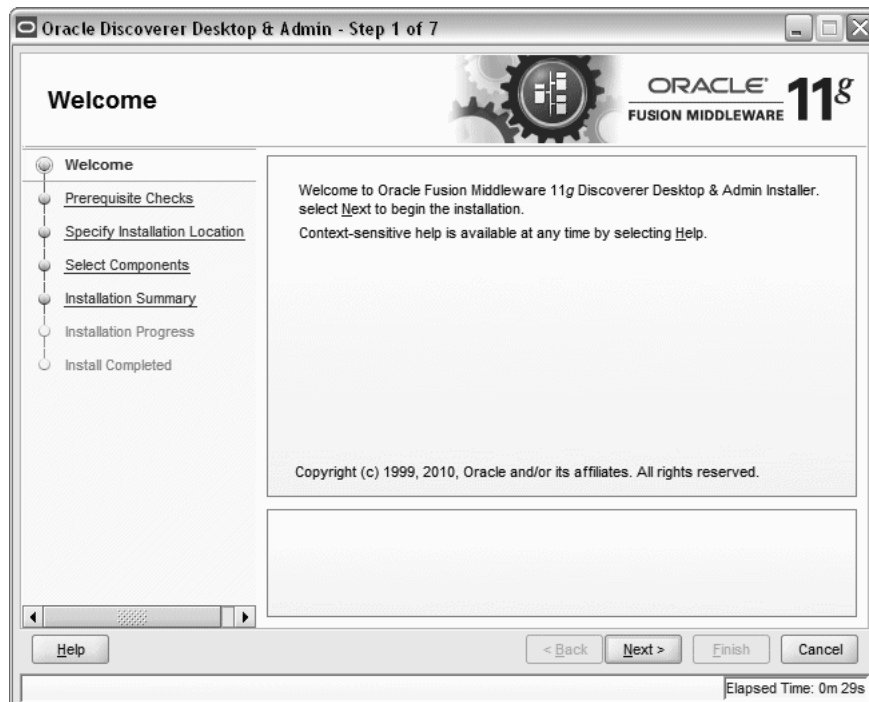 Oracle Discoverer Desktop & Admin - Step 1 of 7
Welcome
ORACLE
FUSION MIDDLEWARE
11g
Welcome
Prerequisite Checks
Specify Installation Location
Select Components
Installation Summary
Installation Progress
Install Completed
Welcome to Oracle Fusion Middleware 11g Discoverer Desktop & Admin Installer.
select Next to begin the installation.
Context-sensitive help is available at any time by selecting Help.
Copyright (c) 1999, 2010, Oracle and/or its affiliates. All rights reserved.
Help
< Back
Next >
Finish
Cancel
Elapsed Time: 0m 29s